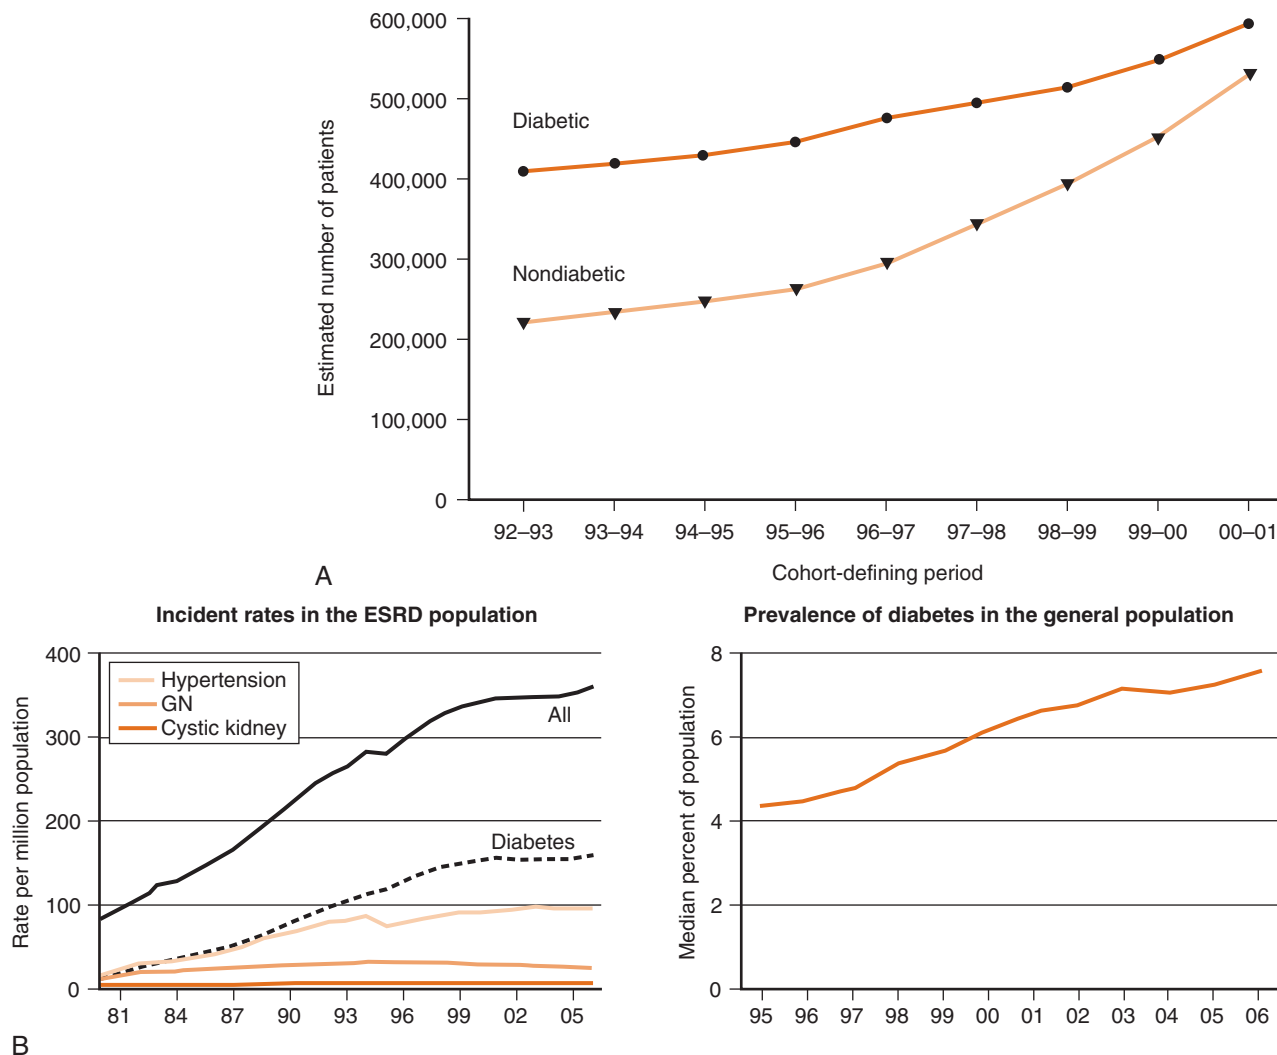 600,000
500,000
400,000
300,000
200,000
100,000
0
Estimated number of patients
Diabetic
Nondiabetic
92–93 93–94 94–95 95–96 96–97 97–98 98–99 99–00 00–01
Cohort-defining period
A
Incident rates in the ESRD population
400
300
200
100
0
Rate per million population
Hypertension
GN
Cystic kidney
All
Diabetes
81 84 87 90 93 96 99 02 05
Prevalence of diabetes in the general population
8
6
4
2
0
Median percent of population
95 96 97 98 99 00 01 02 03 04 05 06
B